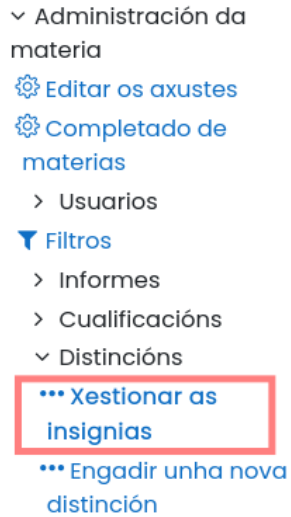 Administración da
materia
Editar os axustes
Completado de
materias
Usuarios
Filtros
Informes
Cualificacións
Distincións
Xestionar as
insignias
Engadir unha nova
distinción